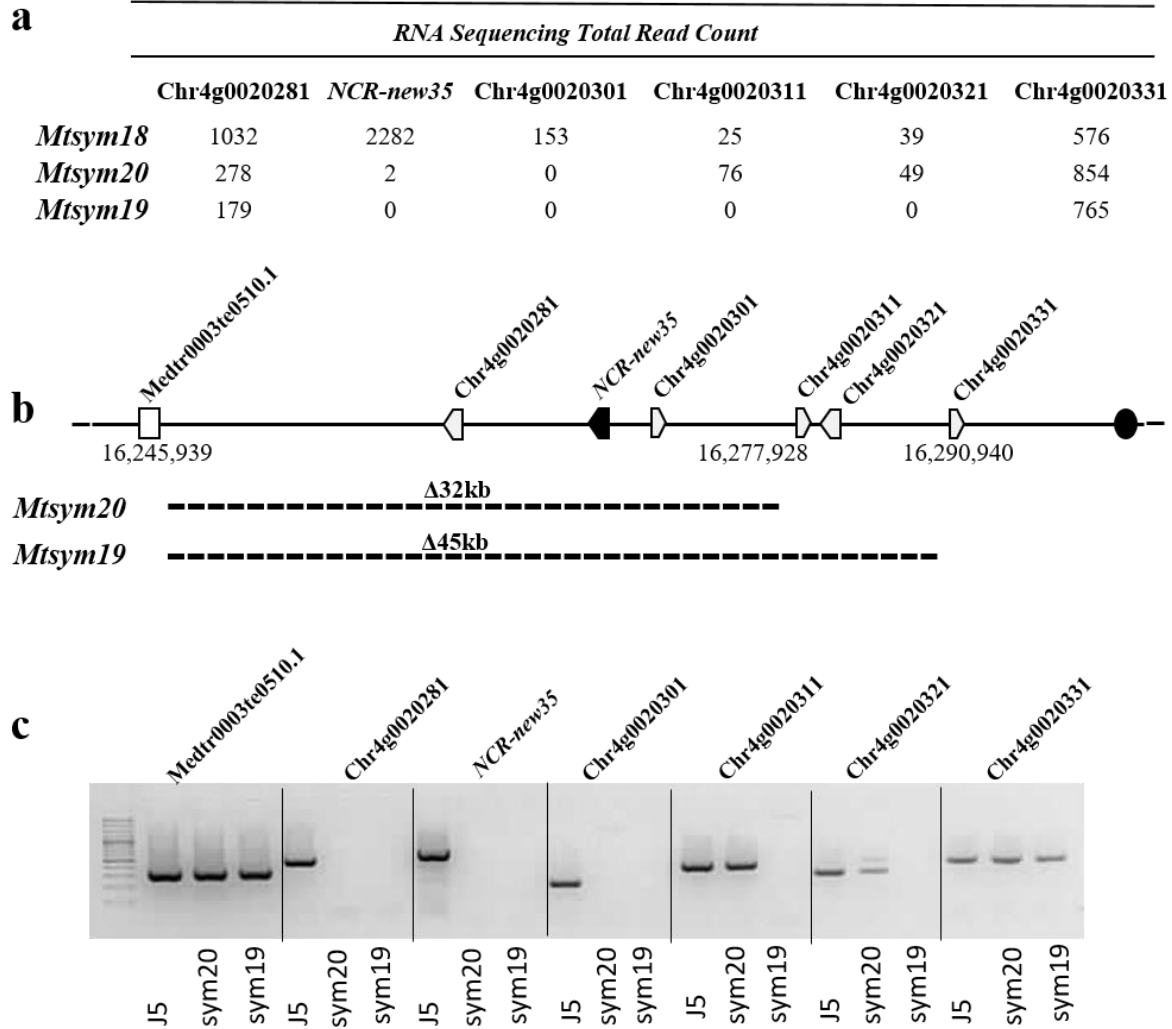 a
RNA Sequencing Total Read Count
Chr4g0020281 NCR-new35 Chr4g0020301 Chr4g0020311 Chr4g0020321 Chr4g0020331
Mtsym18 1032 2282 153 25 39 576
Mtsym20 278 2 0 76 49 854
Mtsym19 179 0 0 0 0 765
b
Medtr0003te0510.1 Chr4g0020281 NCR-new35 Chr4g0020301 Chr4g0020311 Chr4g0020321 Chr4g0020331
16,245,939 16,277,928 16,290,940
Mtsym20 Δ32kb
Mtsym19 Δ45kb
c
Medtr0003te0510.1 Chr4g0020281 NCR-new35 Chr4g0020301 Chr4g0020311 Chr4g0020321 Chr4g0020331
J5 sym20 sym19 J5 sym20 sym19 J5 sym20 sym19 J5 sym20 sym19 J5 sym20 sym19 J5 sym20 sym19 J5 sym20 sym19